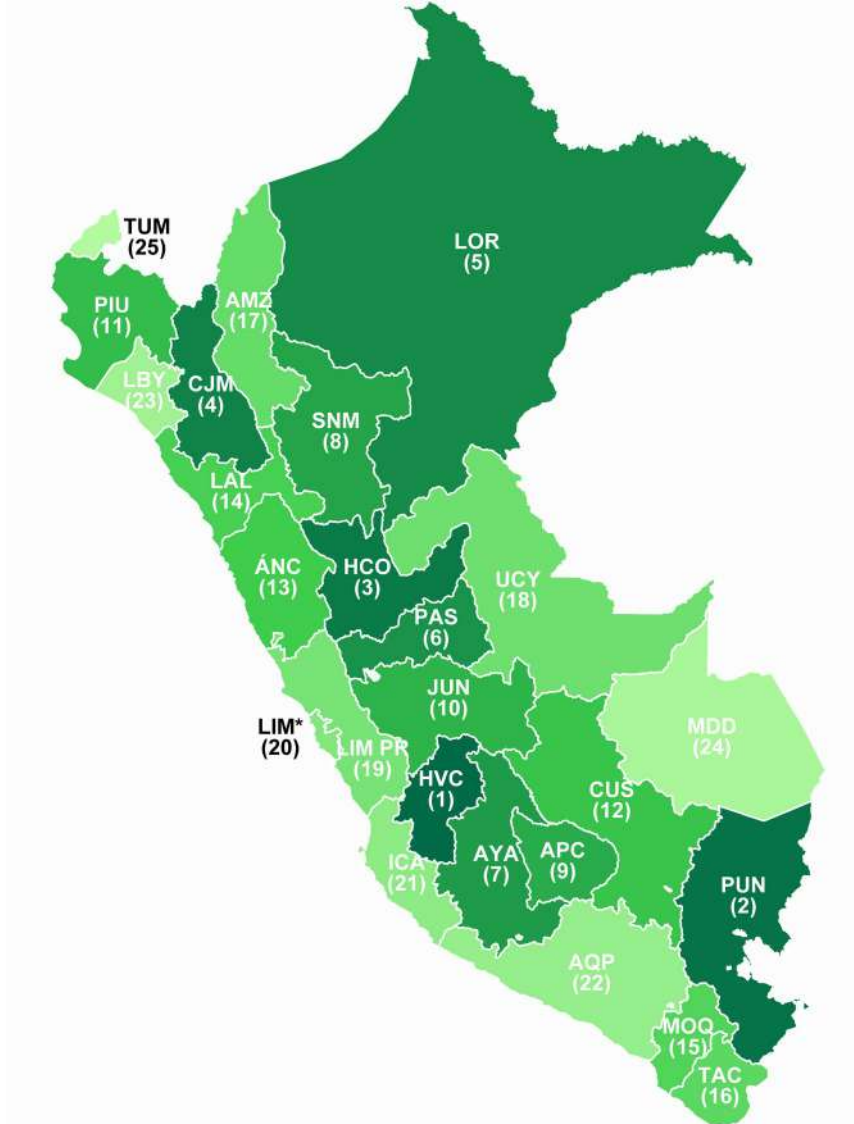 TUM
(25)
LOR
(5)
PIU
(11)
AMZ
(17)
LBY
(23)
CJM
(4)
SNM
(8)
LAL
(14)
ÁNC
(13)
HCO
(3)
UCY
(18)
PAS
(6)
JUN
(10)
LIM*
(20)
LIM PR
(19)
MDD
(24)
HVC
(1)
CUS
(12)
ICA
(21)
AYA
(7)
APC
(9)
PUN
(2)
AQP
(22)
MOQ
(15)
TAC
(16)